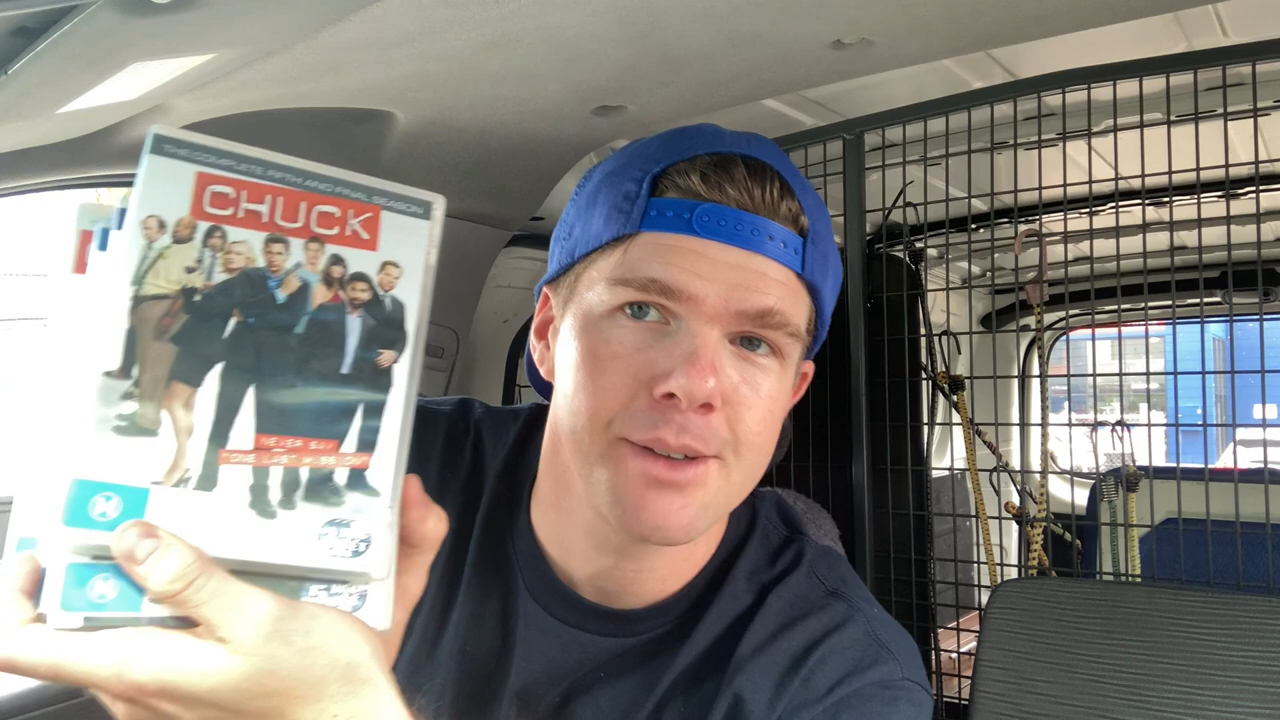 THE COMPLETE FIFTH AND FINAL SEASON
CHUCK
NEVER SAY
"ONE LAST MISSION"
M
M